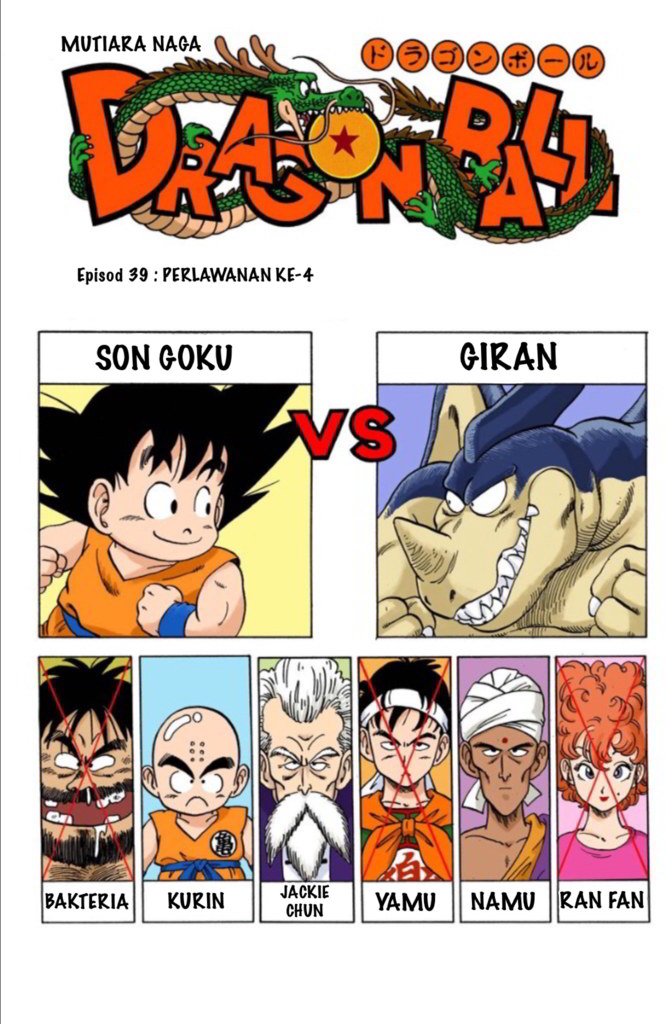 MUTIARA NAGA
ドラゴンボール
DRAGON BALL
Episod 39 : PERLAWANAN KE-4
SON GOKU
VS
GIRAN
亀
BAKTERIA
KURIN
JACKIE
CHUN
YAMU
NAMU
RAN FAN